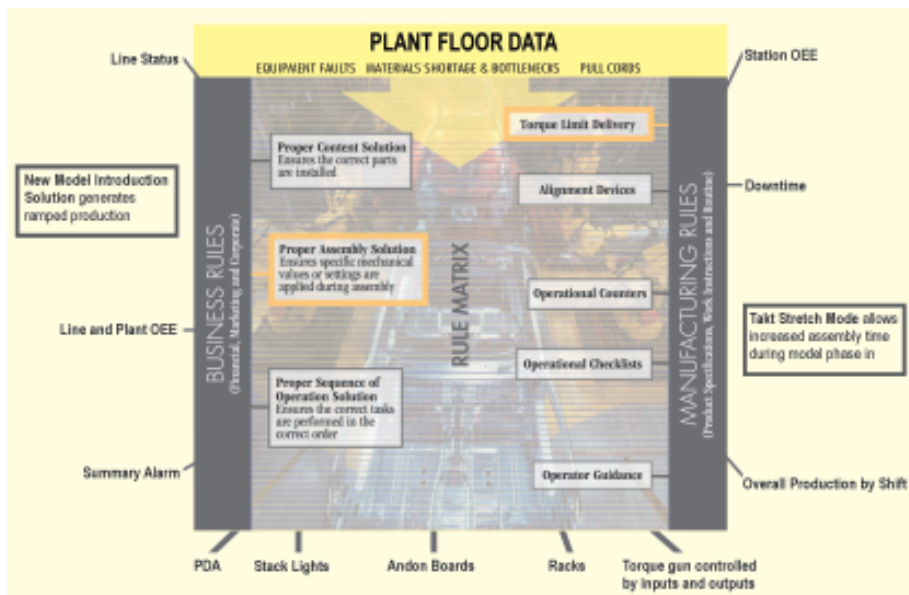 PLANT FLOOR DATA
EQUIPMENT FAULTS MATERIALS SHORTAGE & BOTTLENECKS PULL CORDS
Line Status
Station OEE
Torque Limit Delivery
Proper Content Solution
Ensures the correct parts
are installed
New Model Introduction
Solution generates
ramped production
Alignment Devices
Downtime
BUSINESS RULES
(Financial, Marketing and Corporate)
Proper Assembly Solution
Ensures specific mechanical
values or settings are
applied during assembly
RULE MATRIX
MANUFACTURING RULES
(Product Specifications, Work Instructions and Routine)
Operational Counters
Line and Plant OEE
Takt Stretch Mode allows
increased assembly time
during model phase in
Operational Checklists
Proper Sequence of
Operation Solution
Ensures the correct tasks
are performed in the
correct order
Summary Alarm
Operator Guidance
Overall Production by Shift
PDA
Stack Lights
Andon Boards
Racks
Torque gun controlled
by inputs and outputs